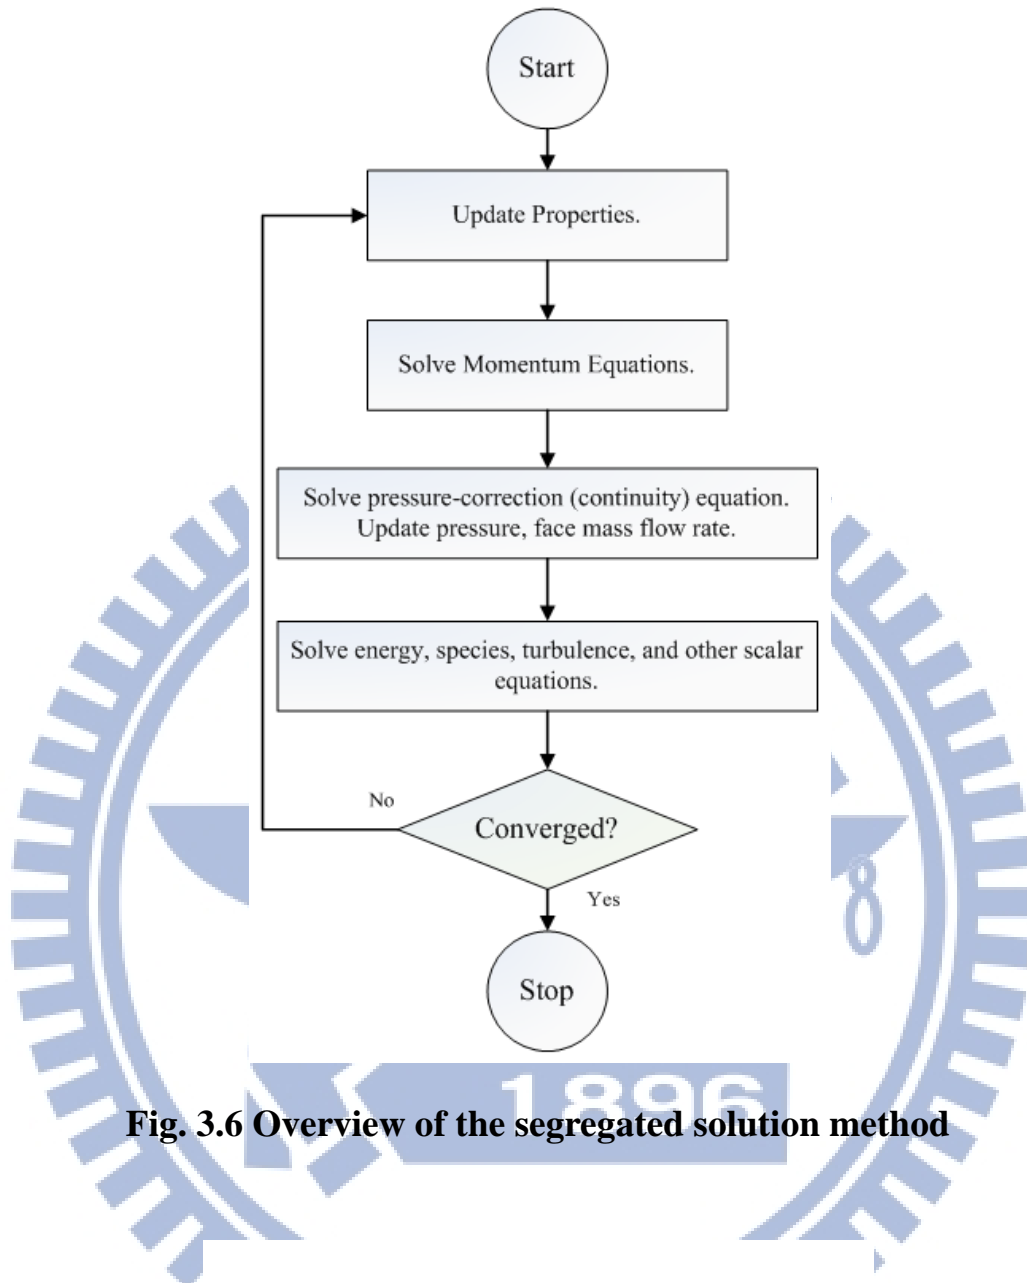 Start
Update Properties.
Solve Momentum Equations.
Solve pressure-correction (continuity) equation.
Update pressure, face mass flow rate.
Solve energy, species, turbulence, and other scalar
equations.
No
Converged?
Yes
8
Stop
1896
Fig. 3.6 Overview of the segregated solution method